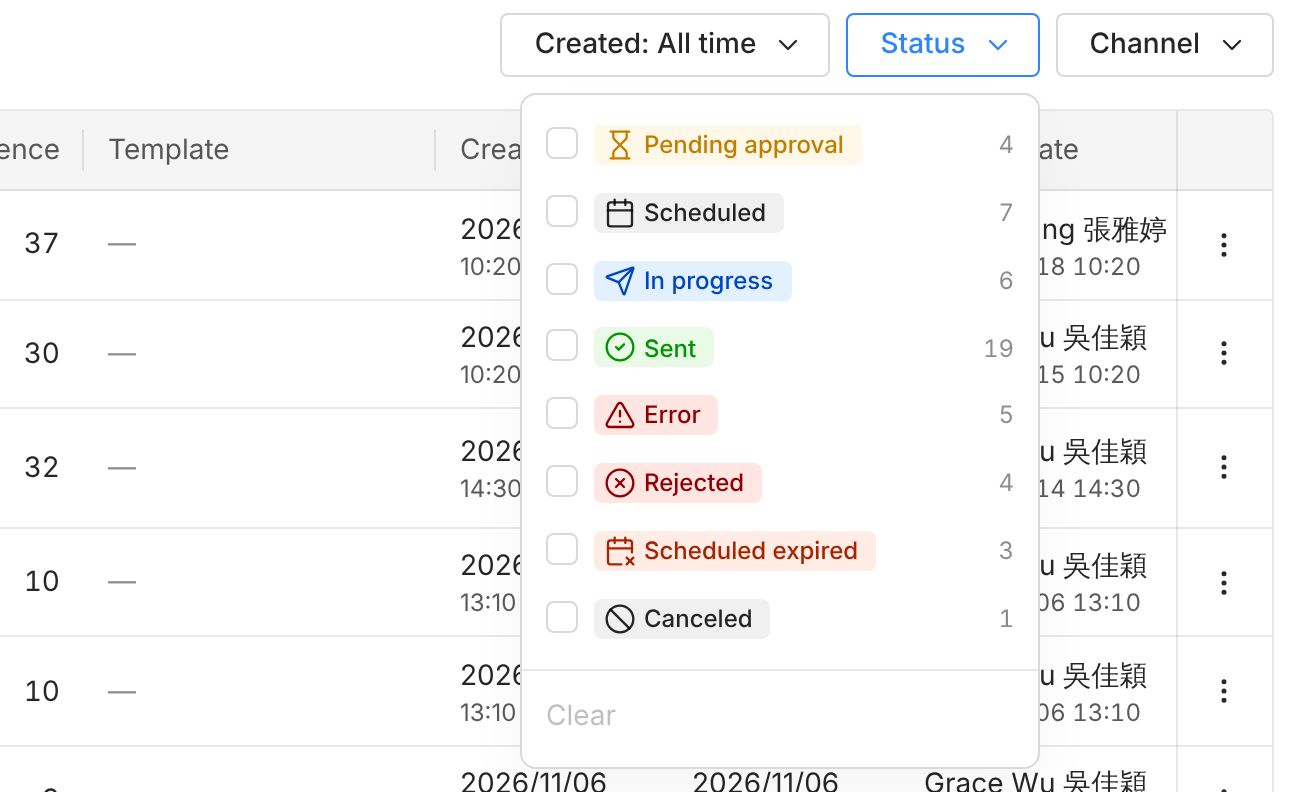 Created: All time
Status
Channel
ence
Template
Crea
ate
Pending approval 4
Scheduled 7
In progress 6
Sent 19
Error 5
Rejected 4
Scheduled expired 3
Canceled 1
Clear
37 — 2026 ng 張雅婷
10:20 18 10:20
30 — 2026 u 吳佳穎
10:20 15 10:20
32 — 2026 u 吳佳穎
14:30 14 14:30
10 — 2026 u 吳佳穎
13:10 06 13:10
10 — 2026 u 吳佳穎
13:10 06 13:10
2026/11/06 2026/11/06 Grace Wu 吳佳穎